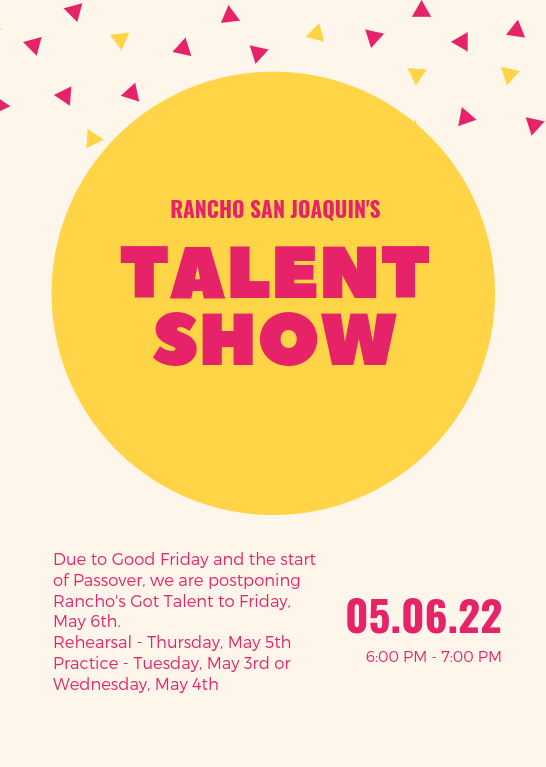 RANCHO SAN JOAQUIN'S
TALENT
SHOW
Due to Good Friday and the start
of Passover, we are postponing
Rancho's Got Talent to Friday,
May 6th.
Rehearsal - Thursday, May 5th
Practice - Tuesday, May 3rd or
Wednesday, May 4th
05.06.22
6:00 PM - 7:00 PM